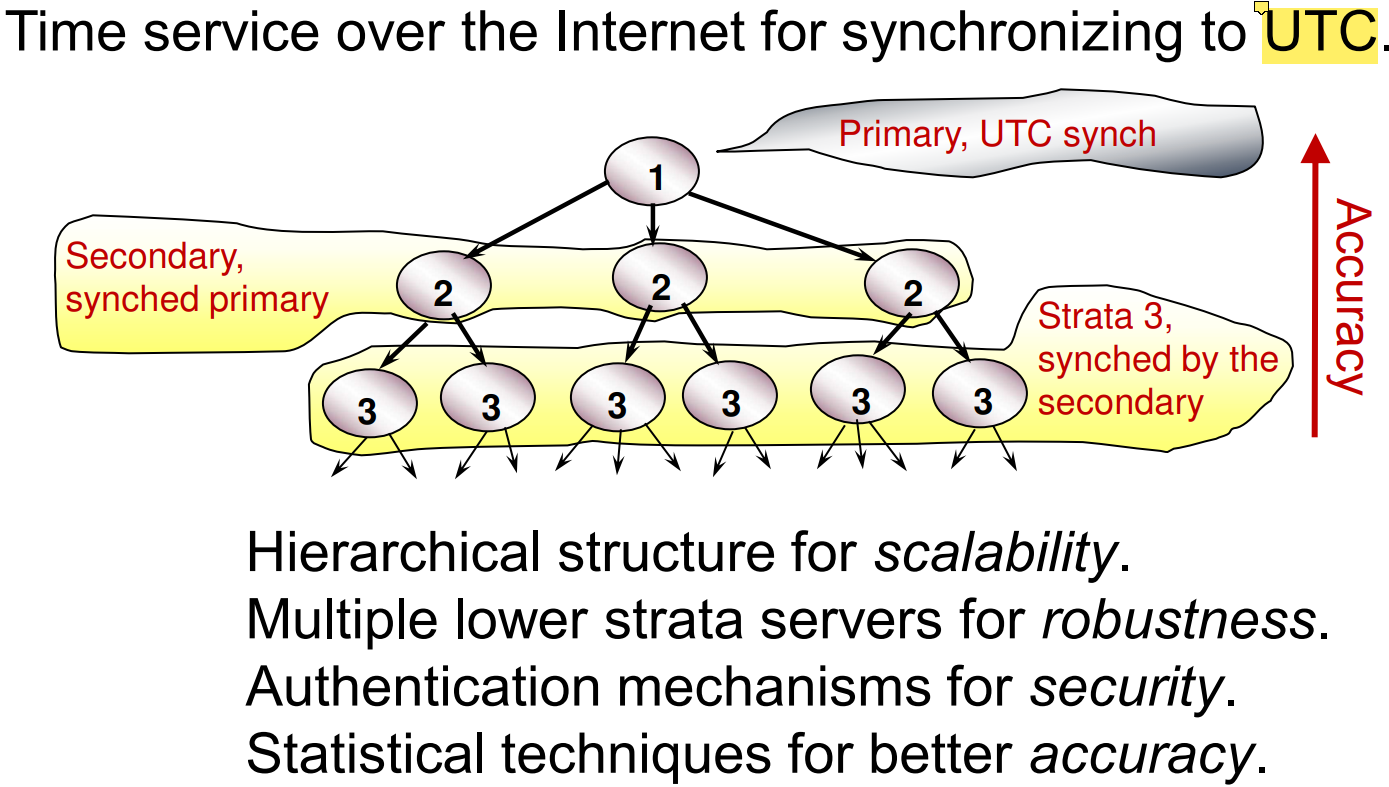 Time service over the Internet for synchronizing to UTC.
Primary, UTC synch
1
Accuracy
Secondary,
synched primary
2
2
2
Strata 3,
synched by the
secondary
3
3
3
3
3
3
Hierarchical structure for scalability.
Multiple lower strata servers for robustness.
Authentication mechanisms for security.
Statistical techniques for better accuracy.